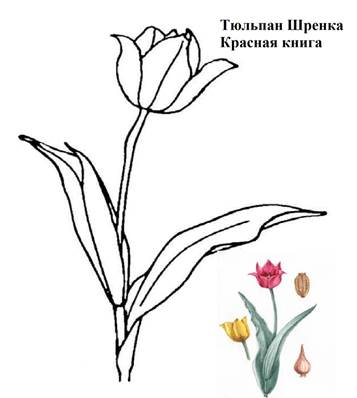 Тюльпан Шренка
Красная книга